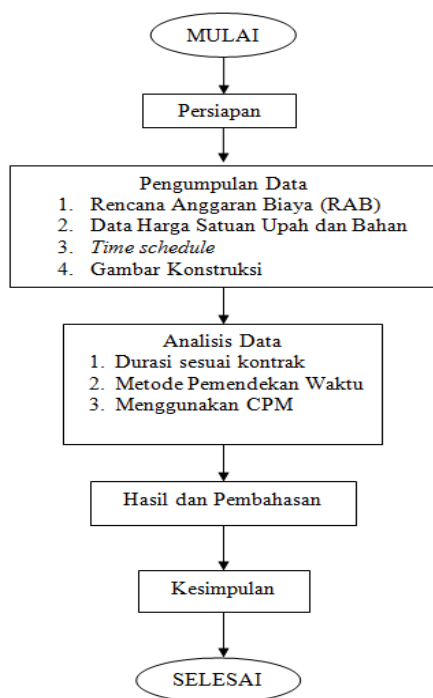 MULAI
Persiapan
Pengumpulan Data
1. Rencana Anggaran Biaya (RAB)
2. Data Harga Satuan Upah dan Bahan
3. Time schedule
4. Gambar Konstruksi
Analisis Data
1. Durasi sesuai kontrak
2. Metode Pemendekan Waktu
3. Menggunakan CPM
Hasil dan Pembahasan
Kesimpulan
SELESAI